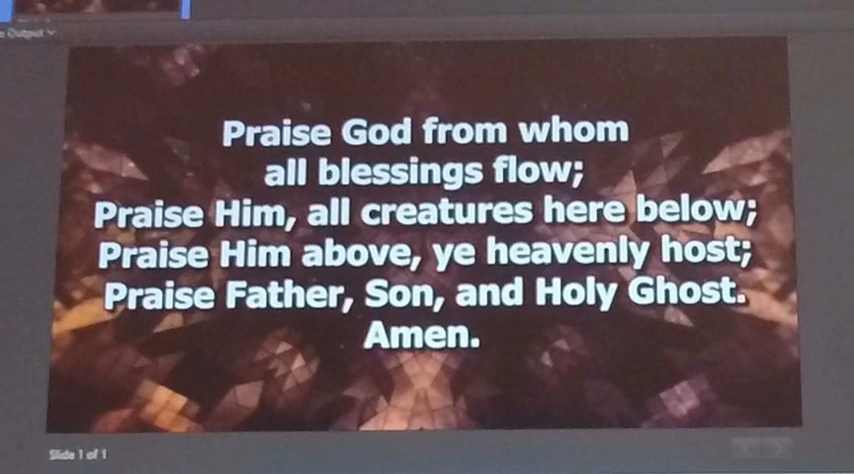 Output
Praise God from whom
all blessings flow;
Praise Him, all creatures here below;
Praise Him above, ye heavenly host;
Praise Father, Son, and Holy Ghost.
Amen.
Slide 1 of 1